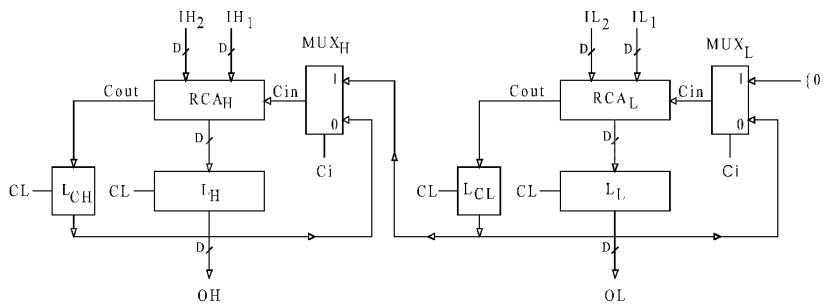 IH2 IH1 IL2 IL1
MUXH MUXL
D D D D
Cout RCAH Cin 1 Cout RCAL Cin 1 {0
0 0
D D
Ci Ci
CL LCH CL LH CL LCL CL LL
D D
OH OL